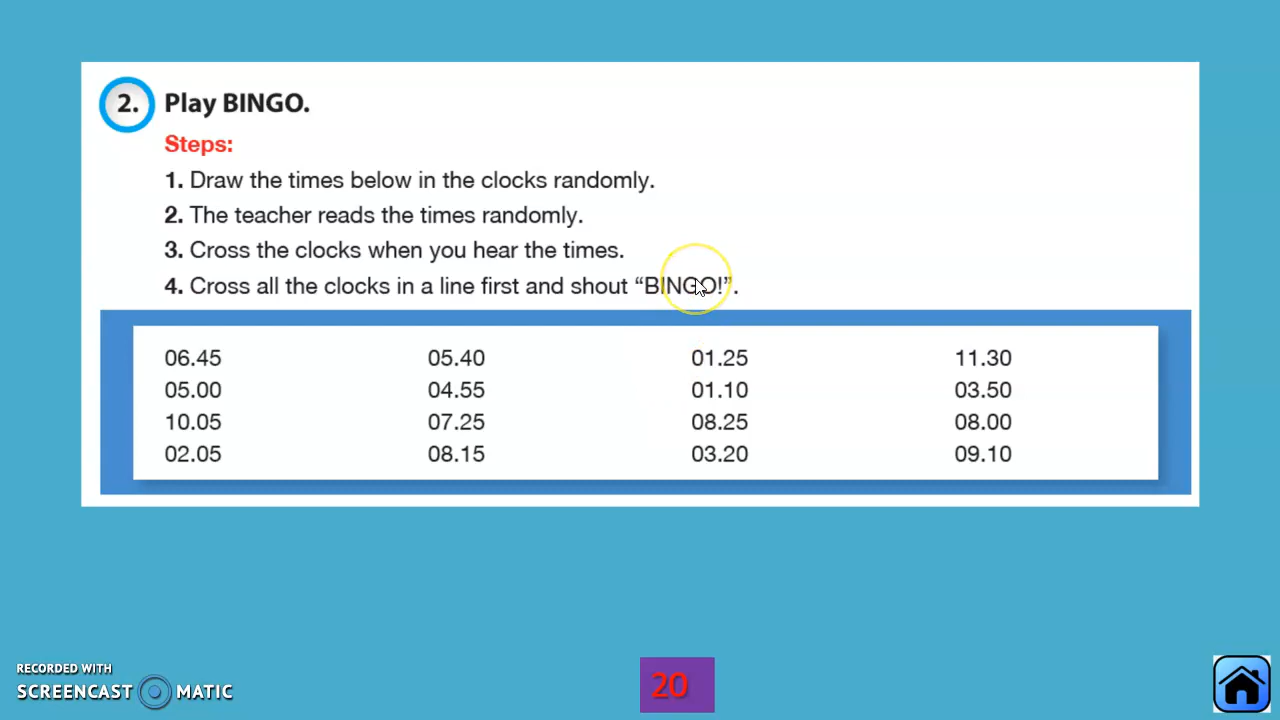 2. Play BINGO.
Steps:
1. Draw the times below in the clocks randomly.
2. The teacher reads the times randomly.
3. Cross the clocks when you hear the times.
4. Cross all the clocks in a line first and shout “BINGO!”.
06.45 05.40 01.25 11.30
05.00 04.55 01.10 03.50
10.05 07.25 08.25 08.00
02.05 08.15 03.20 09.10
RECORDED WITH
SCREENCAST MATIC
20